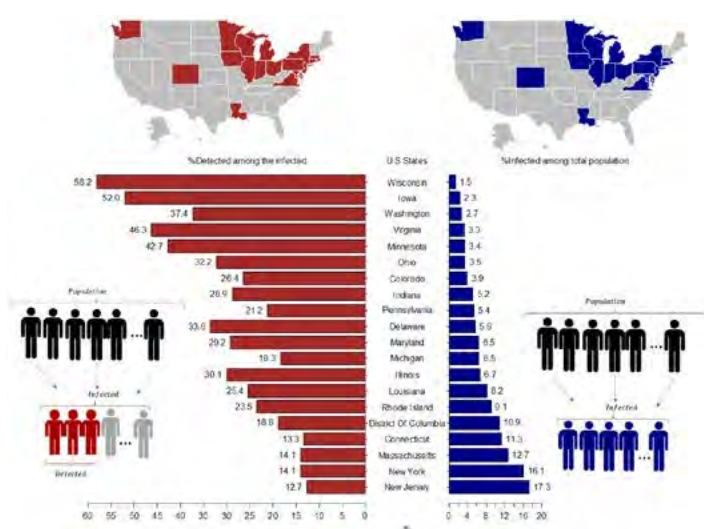 %Detected among the infected U.S States %Infected among total population
58.2 Wisconsin 1.5
52.0 Iowa 2.3
37.4 Washington 2.7
46.3 Virginia 3.3
42.7 Minnesota 3.4
32.2 Ohio 3.5
26.4 Colorado 3.9
28.9 Indiana 5.2
21.2 Pennsylvania 5.4
33.6 Delaware 5.9
29.2 Maryland 6.5
18.3 Michigan 6.5
30.1 Illinois 6.7
25.4 Louisiana 8.2
23.5 Rhode Island 9.1
18.8 District Of Columbia 10.9
13.3 Connecticut 11.3
14.1 Massachusetts 12.7
14.1 New York 16.1
12.7 New Jersey 17.3
60 55 50 45 40 35 30 25 20 15 10 5 0
0 2 4 6 8 12 16 20
%
Population
...
Infected
...
Detected
Population
...
Infected
...